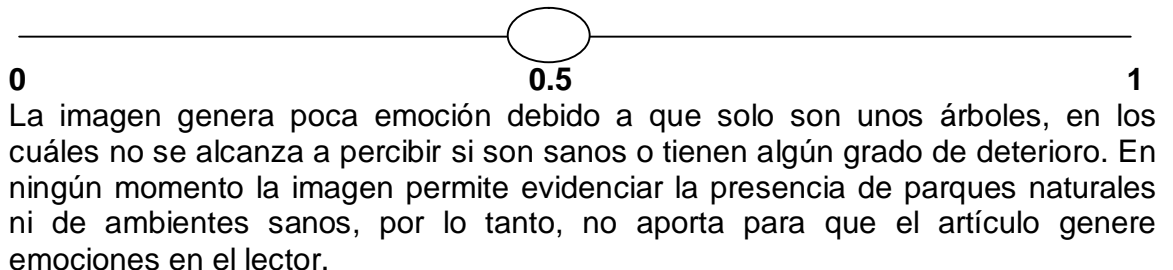 0 0.5 1
La imagen genera poca emoción debido a que solo son unos árboles, en los
cuáles no se alcanza a percibir si son sanos o tienen algún grado de deterioro. En
ningún momento la imagen permite evidenciar la presencia de parques naturales
ni de ambientes sanos, por lo tanto, no aporta para que el artículo genere
emociones en el lector.